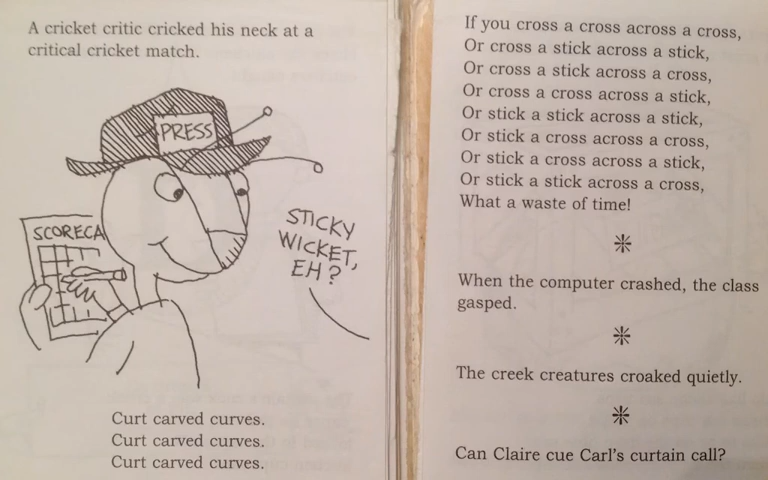 A cricket critic cricked his neck at a
critical cricket match.
PRESS
SCORECA
STICKY
WICKET,
EH?
Curt carved curves.
Curt carved curves.
Curt carved curves.
If you cross a cross across a cross,
Or cross a stick across a stick,
Or cross a stick across a cross,
Or cross a cross across a stick,
Or stick a stick across a stick,
Or stick a cross across a cross,
Or stick a cross across a stick,
Or stick a stick across a cross,
What a waste of time!
When the computer crashed, the class
gasped.
The creek creatures croaked quietly.
Can Claire cue Carl's curtain call?